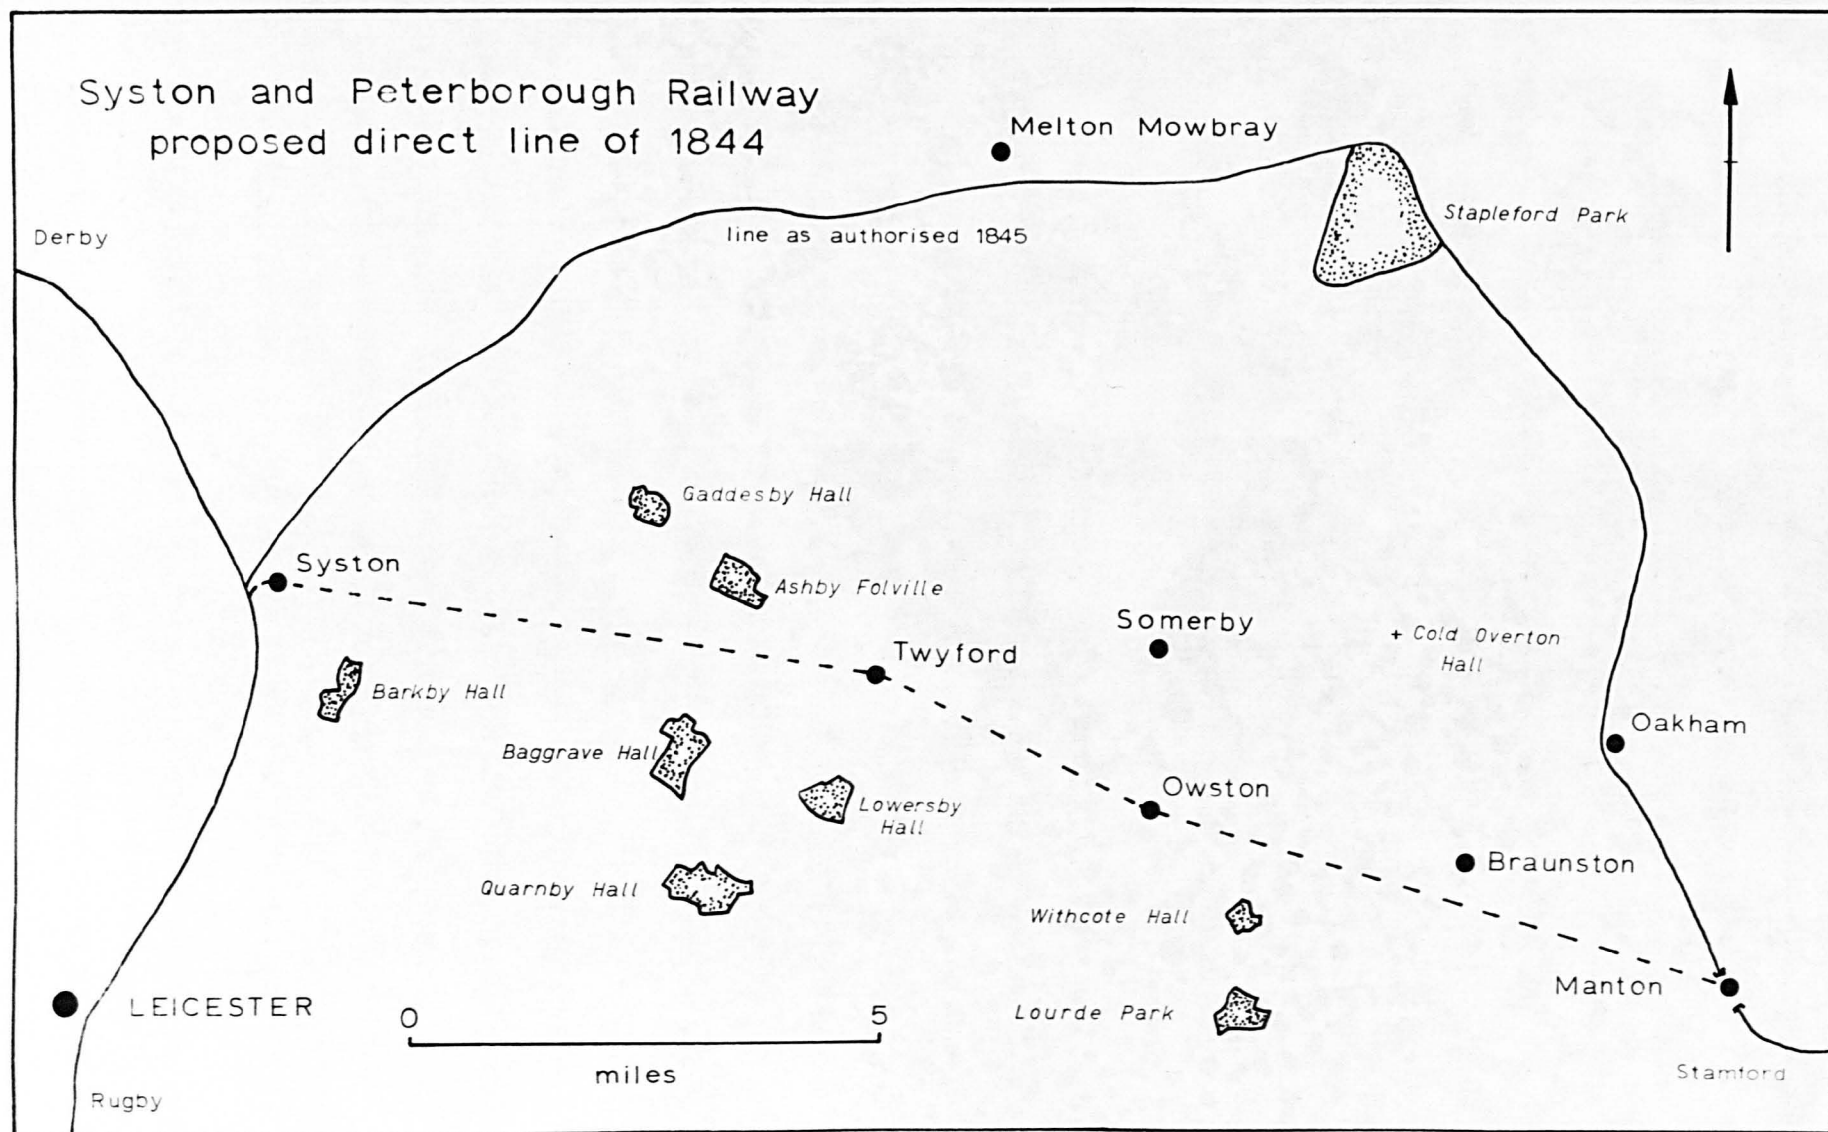 Syston and Peterborough Railway
proposed direct line of 1844
Melton Mowbray
Stapleford Park
Derby
line as authorised 1845
Gaddesby Hall
Syston
Ashby Folville
Somerby
+ Cold Overton
Hall
Twyford
Barkby Hall
Oakham
Baggrave Hall
Owston
Lowersby
Hall
Braunston
Quarnby Hall
Withcote Hall
Manton
LEICESTER
0 5
Lourde Park
miles
Stamford
Rugby